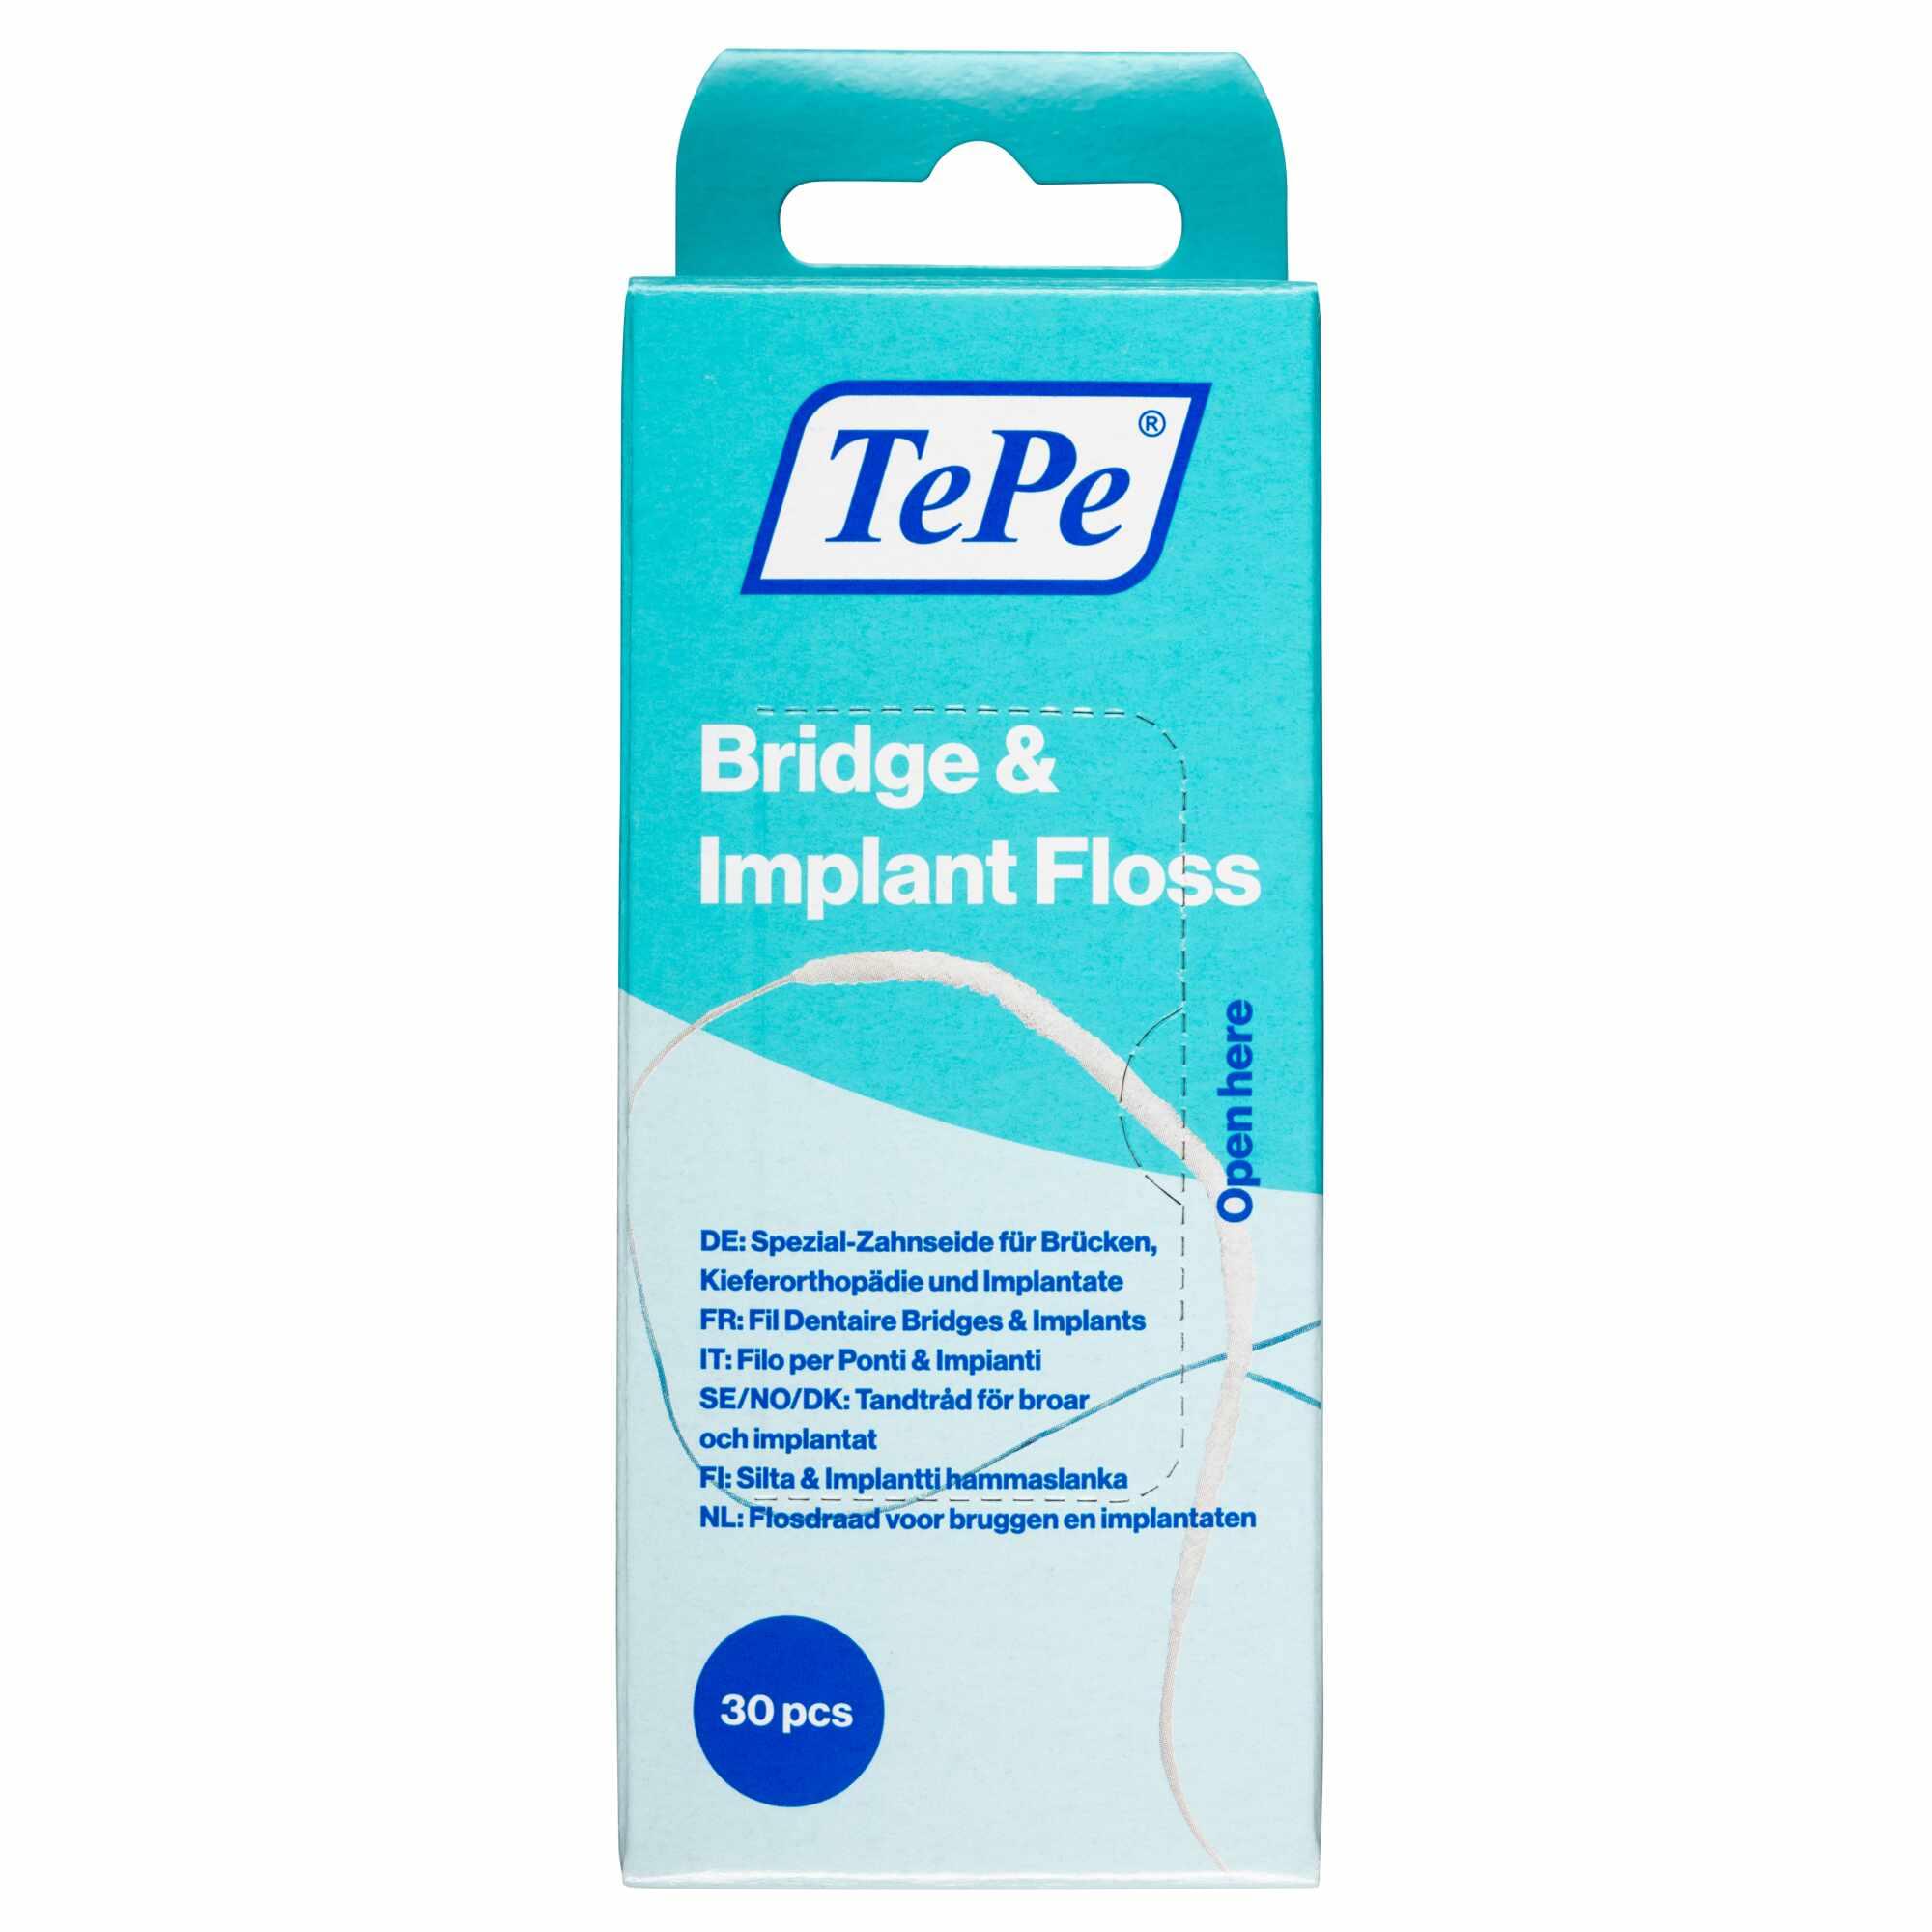 TePe®
Bridge &
Implant Floss
Open here
DE: Spezial-Zahnseide für Brücken,
Kieferorthopädie und Implantate
FR: Fil Dentaire Bridges & Implants
IT: Filo per Ponti & Impianti
SE/NO/DK: Tandtråd för broar
och implantat
FI: Silta & Implantti hammaslanka
NL: Flosdraad voor bruggen en implantaten
30 pcs